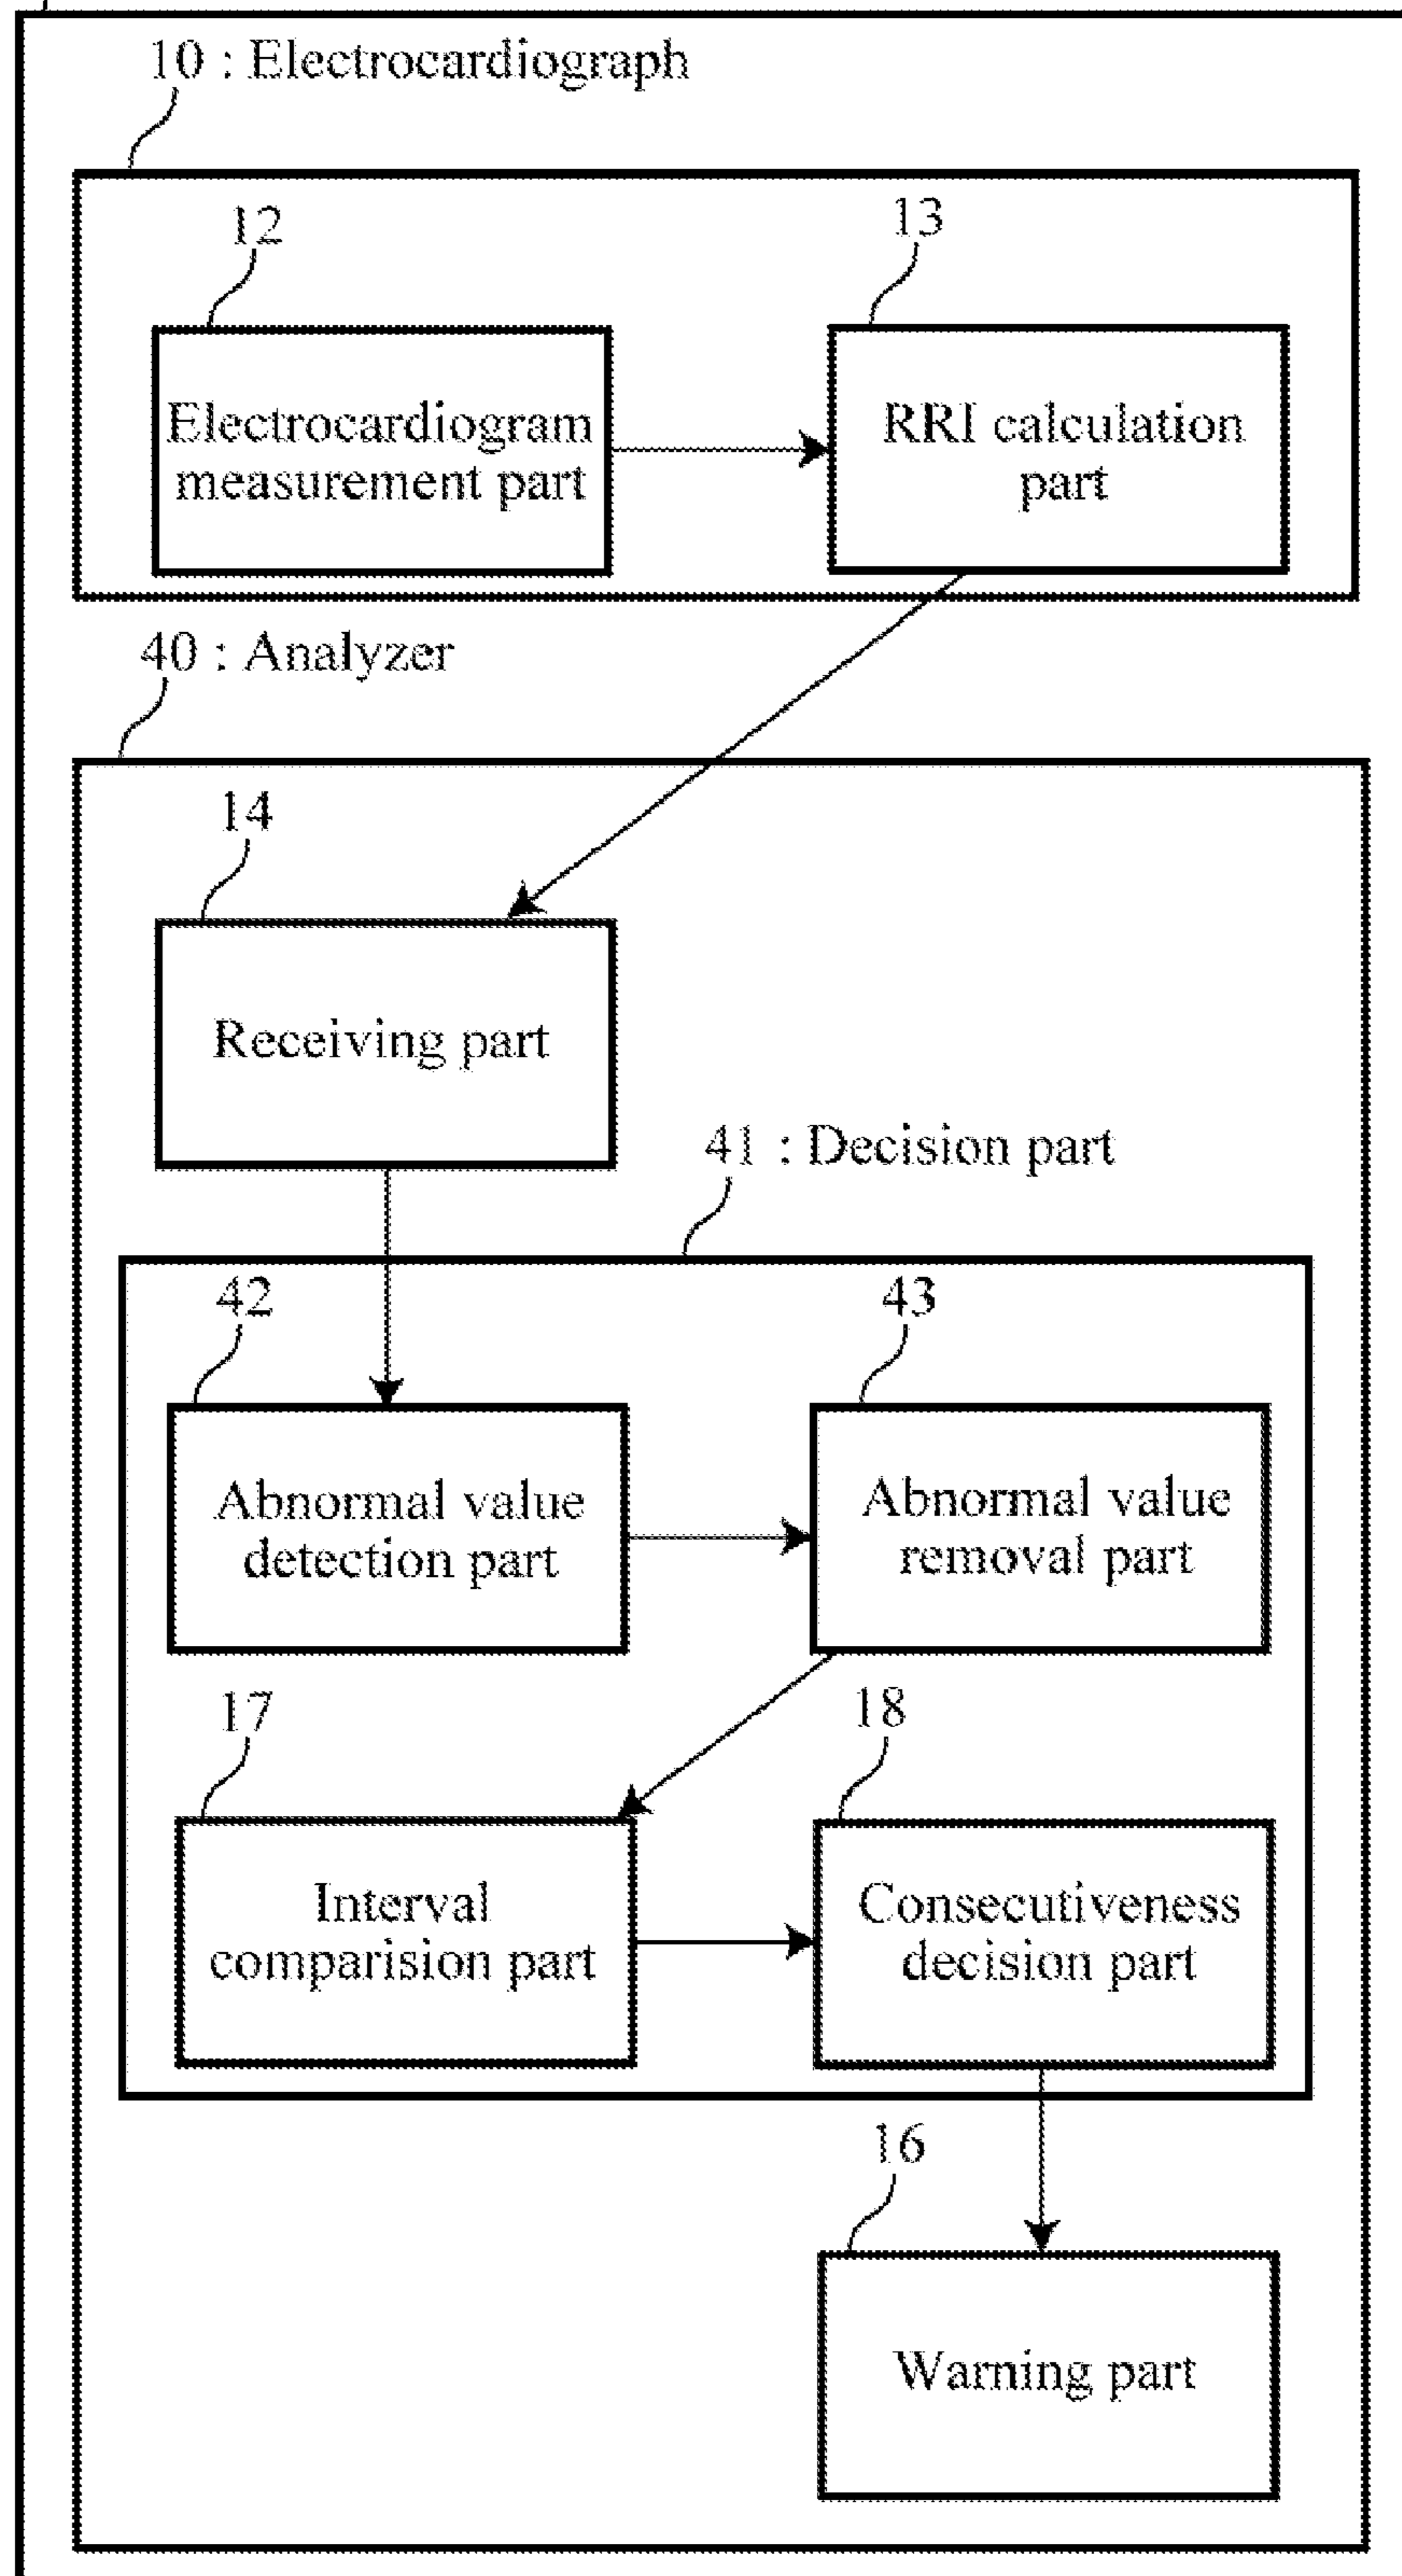 10 : Electrocardiograph
12
13
Electrocardiogram
measurement part
RRI calculation
part
40 : Analyzer
14
Receiving part
41 : Decision part
42
43
Abnormal value
detection part
Abnormal value
removal part
17
18
Interval
comparision part
Consecutiveness
decision part
16
Warning part